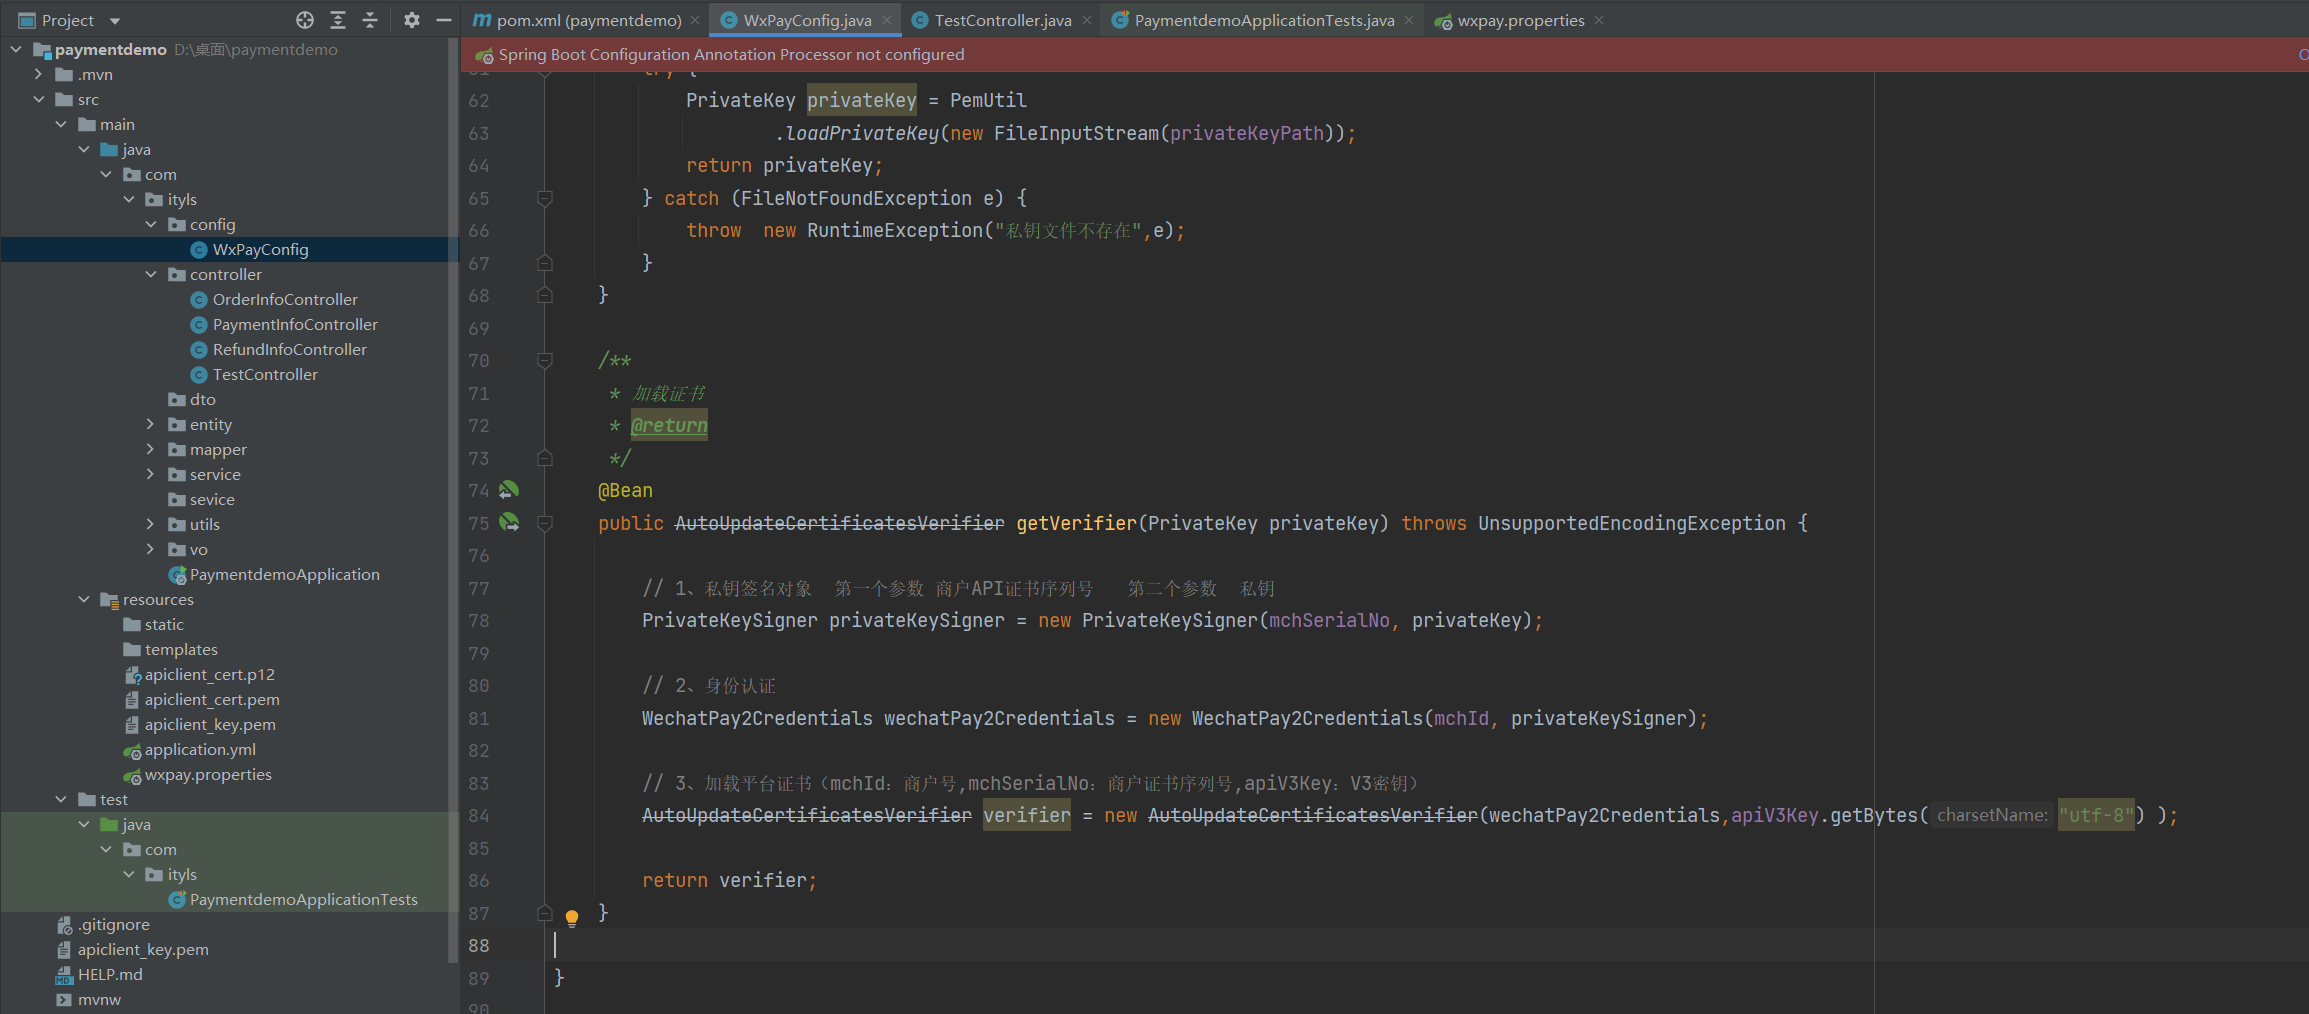 Project
pom.xml (paymentdemo)
WxPayConfig.java
TestController.java
PaymentdemoApplicationTests.java
wxpay.properties
paymentdemo D:\桌面\paymentdemo
.mvn
src
main
java
com
ityls
config
WxPayConfig
controller
OrderInfoController
PaymentInfoController
RefundInfoController
TestController
dto
entity
mapper
service
sevice
utils
vo
PaymentdemoApplication
resources
static
templates
apiclient_cert.p12
apiclient_cert.pem
apiclient_key.pem
application.yml
wxpay.properties
test
java
com
ityls
PaymentdemoApplicationTests
.gitignore
apiclient_key.pem
HELP.md
mvnw
Spring Boot Configuration Annotation Processor not configured
61 try {
62 PrivateKey privateKey = PemUtil
63 .loadPrivateKey(new FileInputStream(privateKeyPath));
64 return privateKey;
65 } catch (FileNotFoundException e) {
66 throw  new RuntimeException("私钥文件不存在",e);
67 }
68 }
69
70 /**
71 * 加载证书
72 * @return
73 */
74 @Bean
75 public AutoUpdateCertificatesVerifier getVerifier(PrivateKey privateKey) throws UnsupportedEncodingException {
76
77 // 1、私钥签名对象  第一个参数 商户API证书序列号   第二个参数  私钥
78 PrivateKeySigner privateKeySigner = new PrivateKeySigner(mchSerialNo, privateKey);
79
80 // 2、身份认证
81 WechatPay2Credentials wechatPay2Credentials = new WechatPay2Credentials(mchId, privateKeySigner);
82
83 // 3、加载平台证书（mchId：商户号,mchSerialNo：商户证书序列号,apiV3Key：V3密钥）
84 AutoUpdateCertificatesVerifier verifier = new AutoUpdateCertificatesVerifier(wechatPay2Credentials,apiV3Key.getBytes( charsetName: "utf-8") );
85
86 return verifier;
87 }
88
89 }
90